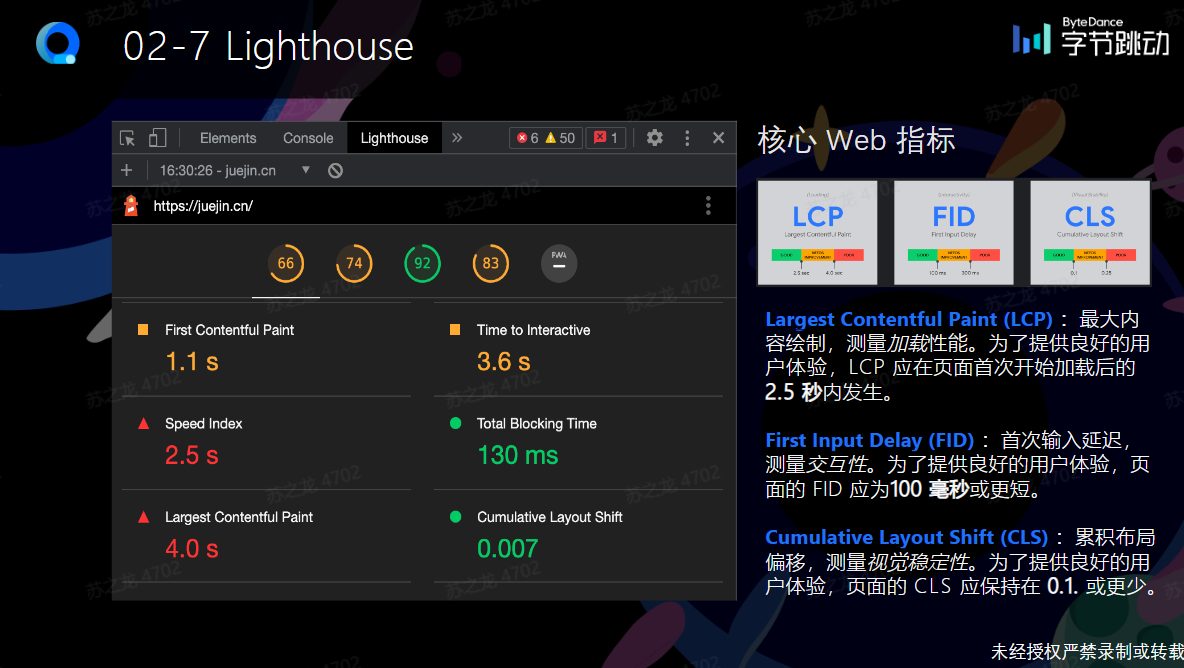 02-7 Lighthouse
ByteDance
字节跳动
Elements Console Lighthouse » 6 50 1
16:30:26 - juejin.cn
https://juejin.cn/
66 74 92 83 PWA
First Contentful Paint
1.1 s
Time to Interactive
3.6 s
Speed Index
2.5 s
Total Blocking Time
130 ms
Largest Contentful Paint
4.0 s
Cumulative Layout Shift
0.007
核心 Web 指标
(Loading)
LCP
Largest Contentful Paint
GOOD NEEDS IMPROVEMENT POOR
2.5 sec 4.0 sec
(Interactivity)
FID
First Input Delay
GOOD NEEDS IMPROVEMENT POOR
100 ms 300 ms
(Visual Stability)
CLS
Cumulative Layout Shift
GOOD NEEDS IMPROVEMENT POOR
0.1 0.25
Largest Contentful Paint (LCP) ：最大内
容绘制，测量加载性能。为了提供良好的用
户体验，LCP 应在页面首次开始加载后的
2.5 秒内发生。
First Input Delay (FID) ：首次输入延迟，
测量交互性。为了提供良好的用户体验，页
面的 FID 应为100 毫秒或更短。
Cumulative Layout Shift (CLS) ：累积布局
偏移，测量视觉稳定性。为了提供良好的用
户体验，页面的 CLS 应保持在 0.1. 或更少。
未经授权严禁录制或转载
苏之龙 4702